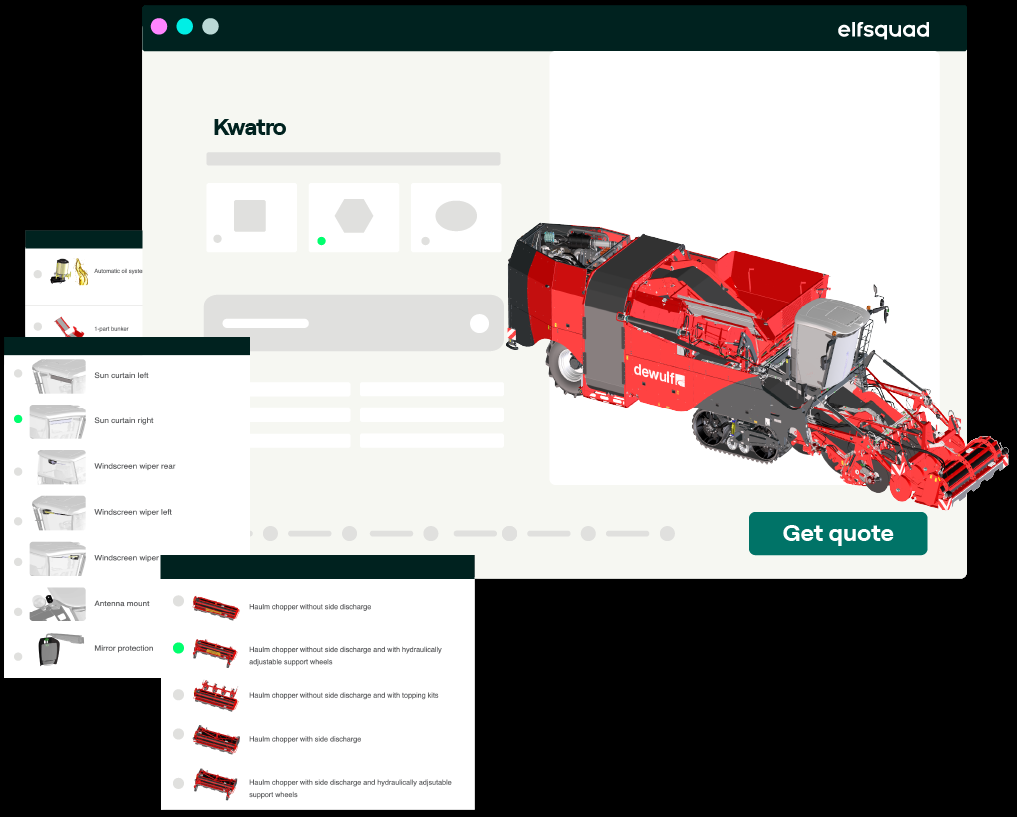 elfsquad
Kwatro
dewulf
Get quote
Automatic oil syste
1-part bunker
Sun curtain left
Sun curtain right
Windscreen wiper rear
Windscreen wiper left
Windscreen wiper
Antenna mount
Mirror protection
Haulm chopper without side discharge
Haulm chopper without side discharge and with hydraulically
adjustable support wheels
Haulm chopper without side discharge and with topping kits
Haulm chopper with side discharge
Haulm chopper with side discharge and hydraulically adjsutable
support wheels